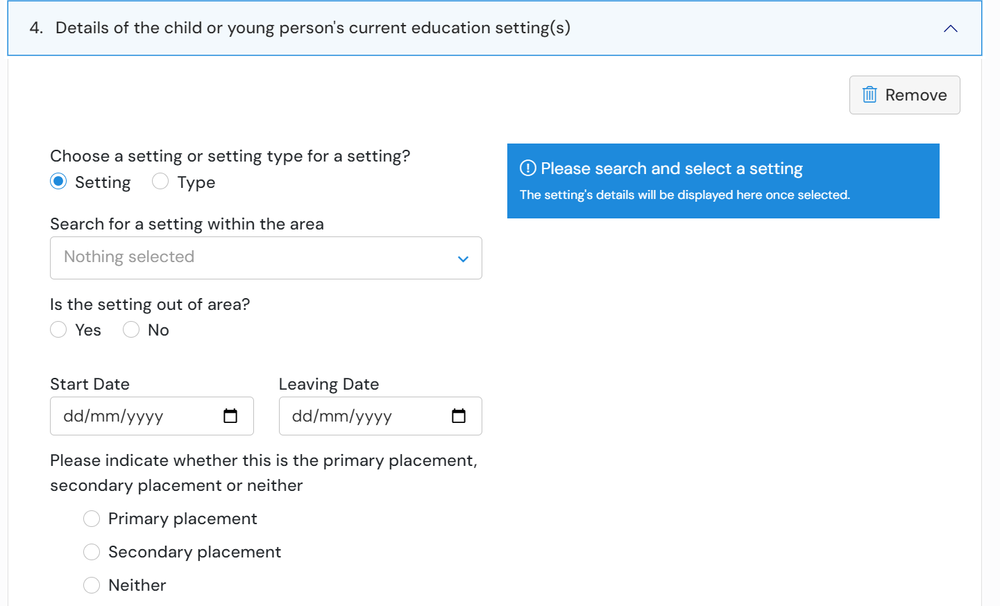 4. Details of the child or young person's current education setting(s)
Remove
Choose a setting or setting type for a setting?
Setting Type
Search for a setting within the area
Nothing selected
Is the setting out of area?
Yes No
Start Date Leaving Date
dd/mm/yyyy dd/mm/yyyy
Please indicate whether this is the primary placement,
secondary placement or neither
Primary placement
Secondary placement
Neither
Please search and select a setting
The setting's details will be displayed here once selected.